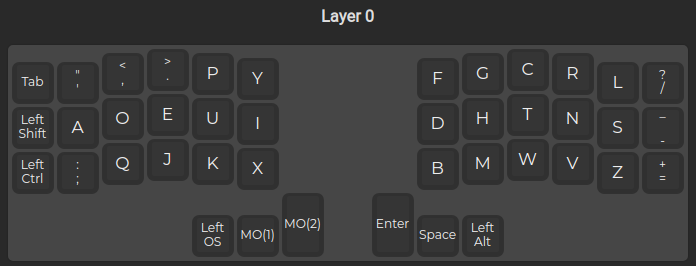 Layer 0
Tab " < > P Y F G C R L ?
' , . /
Left Shift A O E U I D H T N S _
-
Left Ctrl : Q J K X B M W V Z +
; =
Left OS MO(1) MO(2) Enter Space Left Alt